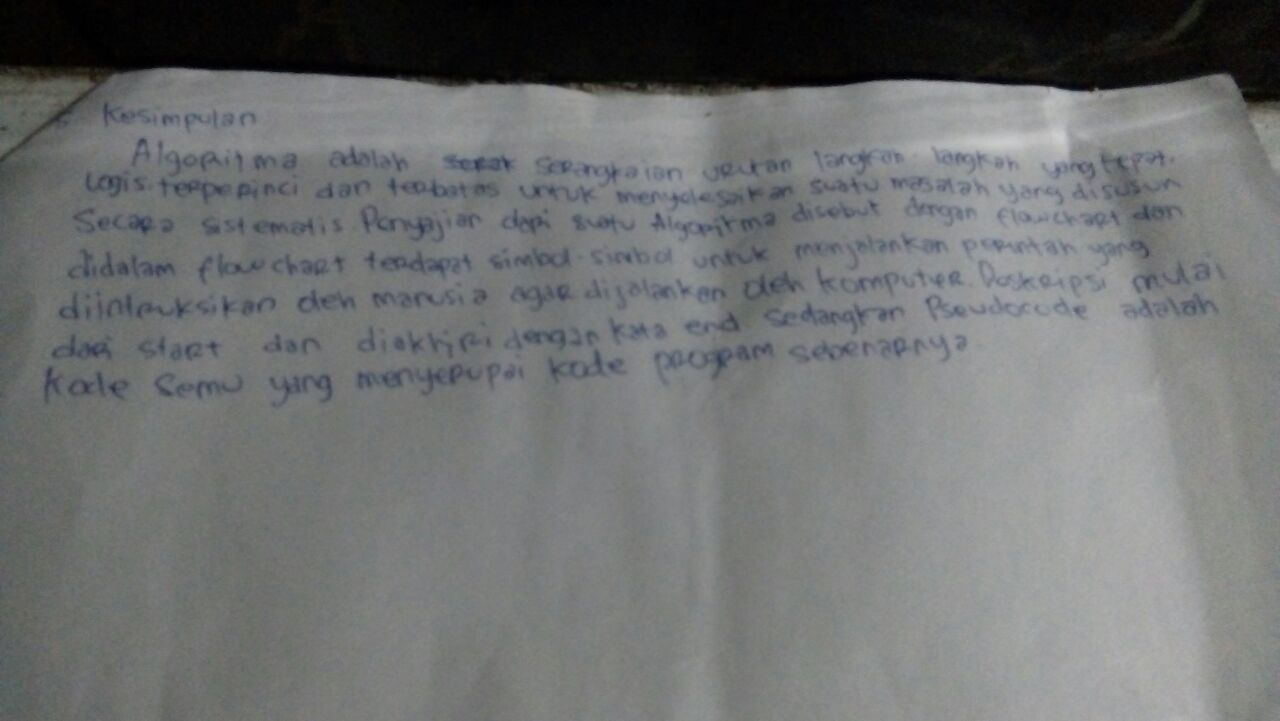 Kesimpulan
Algoritma adalah serangkaian urutan langkah-langkah yang tepat,
logis, terperinci dan terbatas untuk menyelesaikan suatu masalah yang disusun
Secara sistematis Penyajian dari suatu Algoritma disebut dengan flowchart dan
didalam flowchart terdapat simbol-simbol untuk menjalankan perintah yang
diintruksikan oleh manusia agar dijalankan oleh komputer. Deskripsi mulai
dari start dan diakhiri dengan kata end sedangkan Pseudocode adalah
kode semu yang menyerupai kode program sebenarnya.